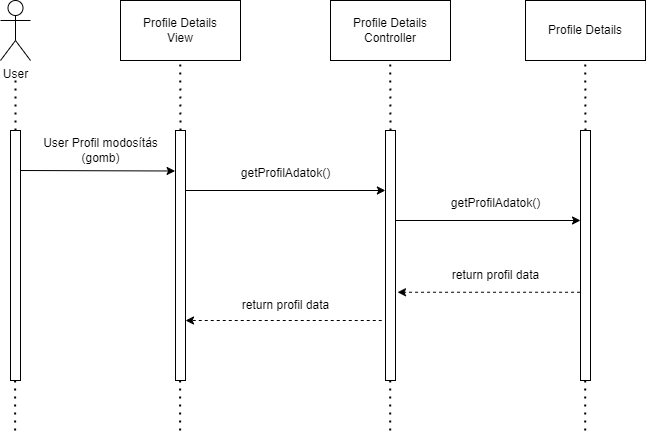 Profile Details
View
Profile Details
Controller
Profile Details
User
User Profil modosítás
(gomb)
getProfilAdatok()
getProfilAdatok()
return profil data
return profil data